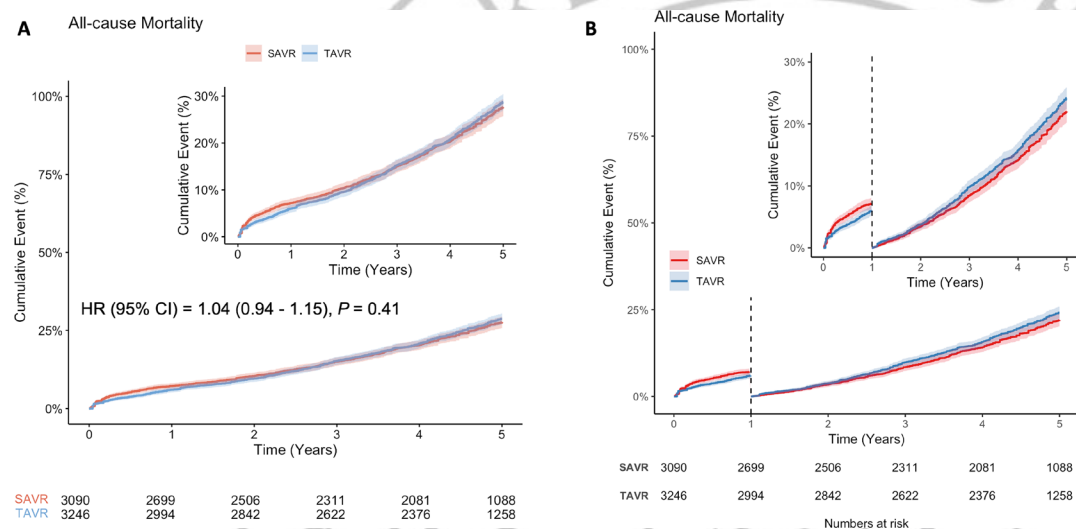 A
All-cause Mortality
SAVR TAVR
100%
75%
50%
25%
0%
Cumulative Event (%)
30%
20%
10%
0%
Cumulative Event (%)
0 1 2 3 4 5
Time (Years)
HR (95% CI) = 1.04 (0.94 - 1.15), P = 0.41
0 1 2 3 4 5
Time (Years)
SAVR 3090 2699 2506 2311 2081 1088
TAVR 3246 2994 2842 2622 2376 1258
B
All-cause Mortality
100%
75%
50%
25%
0%
Cumulative Event (%)
30%
20%
10%
0%
Cumulative Event (%)
0 1 2 3 4 5
Time (Years)
SAVR
TAVR
0 1 2 3 4 5
Time (Years)
SAVR 3090 2699 2506 2311 2081 1088
TAVR 3246 2994 2842 2622 2376 1258
Numbers at risk